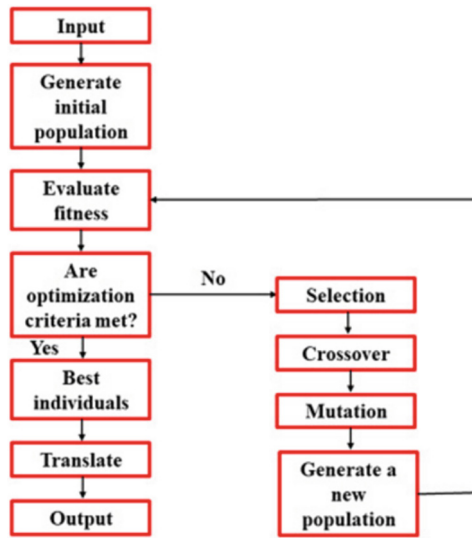 Input
Generate
initial
population
Evaluate
fitness
Are
optimization
criteria met?
No
Yes
Best
individuals
Translate
Output
Selection
Crossover
Mutation
Generate a
new
population